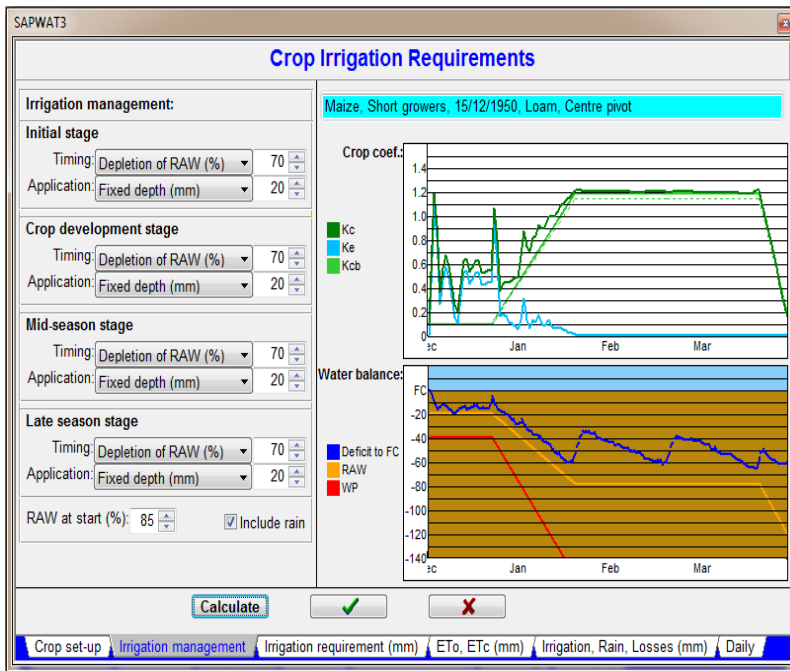 SAPWAT3
Crop Irrigation Requirements
Irrigation management:
Initial stage
Timing: Depletion of RAW (%) 70
Application: Fixed depth (mm) 20
Crop development stage
Timing: Depletion of RAW (%) 70
Application: Fixed depth (mm) 20
Mid-season stage
Timing: Depletion of RAW (%) 70
Application: Fixed depth (mm) 20
Late season stage
Timing: Depletion of RAW (%) 70
Application: Fixed depth (mm) 20
RAW at start (%): 85 Include rain
Maize, Short growers, 15/12/1950, Loam, Centre pivot
Crop coef.:
Kc
Ke
Kcb
1.4
1.2
1.0
0.8
0.6
0.4
0.2
0
ec Jan Feb Mar
Water balance:
Deficit to FC
RAW
WP
FC
-20
-40
-60
-80
-100
-120
-140
ec Jan Feb Mar
Calculate
Crop set-up Irrigation management Irrigation requirement (mm) ETo, ETc (mm) Irrigation, Rain, Losses (mm) Daily